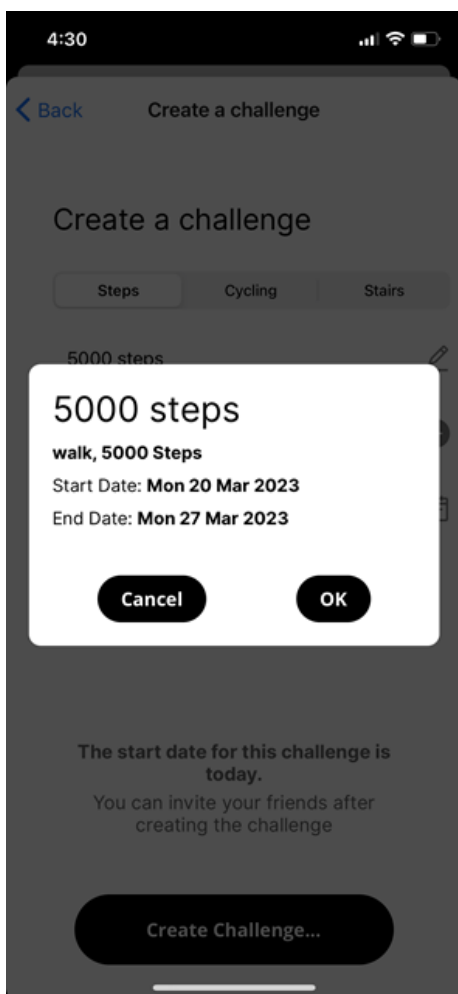 4:30
Back
Create a challenge
Create a challenge
Steps
Cycling
Stairs
5000 steps
5000 steps
walk, 5000 Steps
Start Date: Mon 20 Mar 2023
End Date: Mon 27 Mar 2023
Cancel
OK
The start date for this challenge is
today.
You can invite your friends after
creating the challenge
Create Challenge...